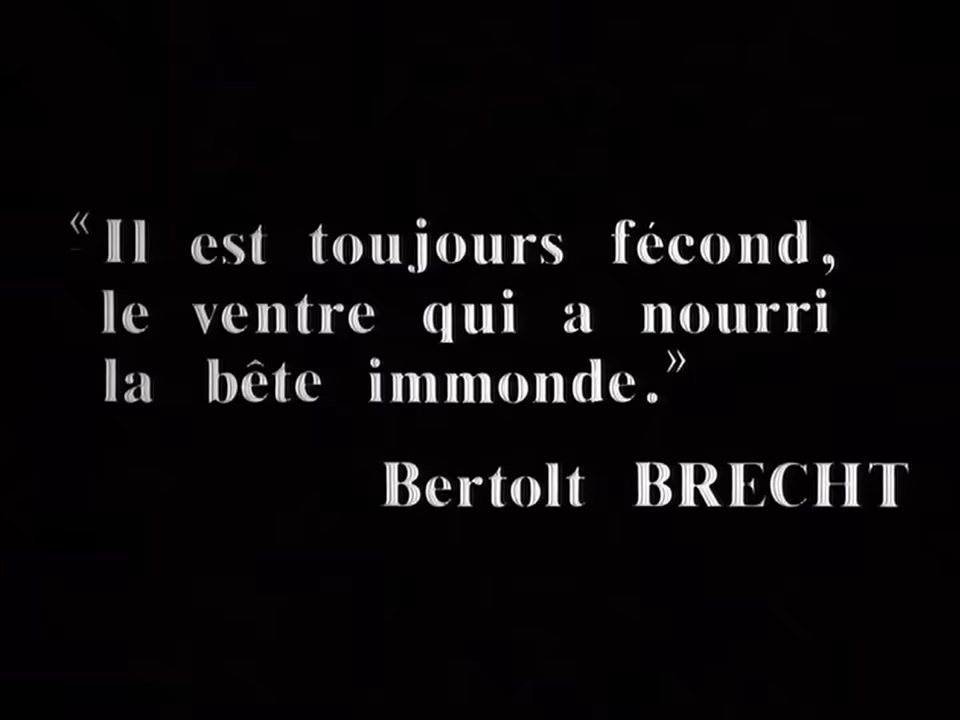 « Il est toujours fécond,
le ventre qui a nourri
la bête immonde. »
Bertolt BRECHT